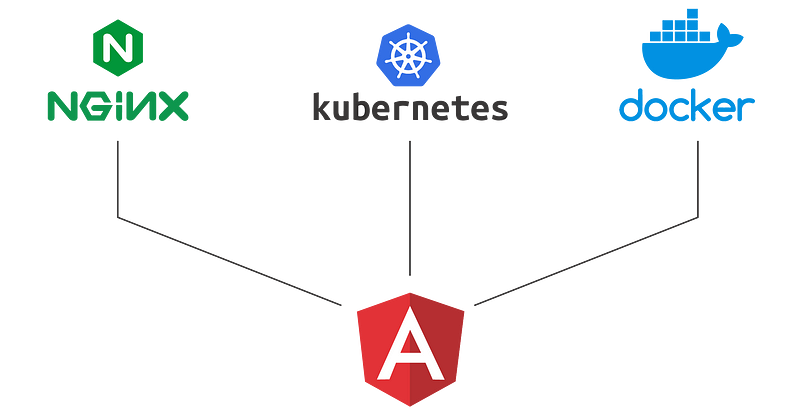 N
NGiNX
kubernetes
docker
A